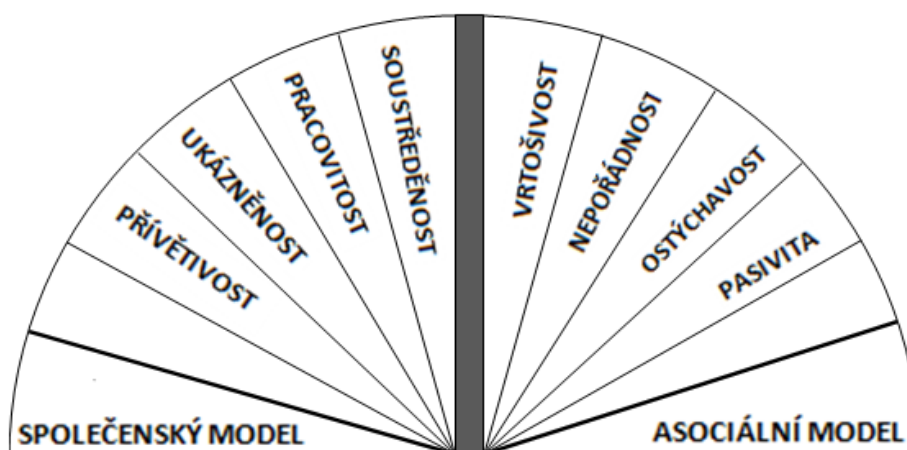 PŘÍVĚTIVOST
UKÁZNĚNOST
PRACOVITOST
SOUSTŘEDĚNOST
VRTOŠIVOST
NEPOŘÁDNOST
OSTÝCHAVOST
PASIVITA
SPOLEČENSKÝ MODEL
ASOCIÁLNÍ MODEL